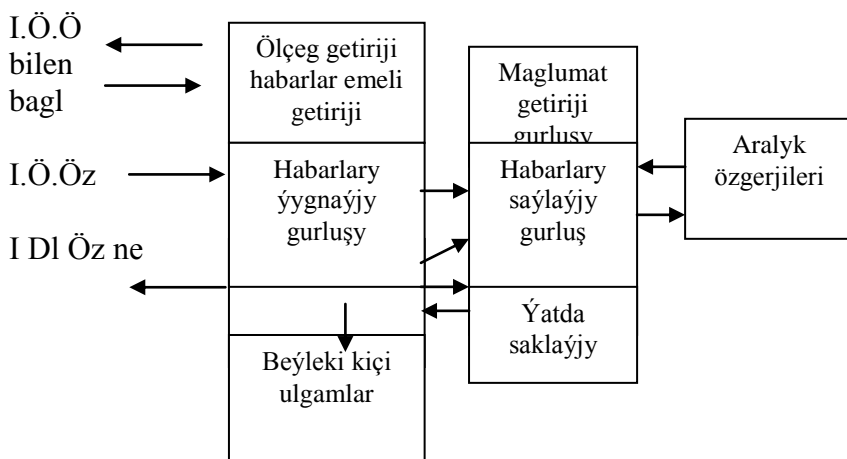 I.Ö.Ö
bilen
bagl
I.Ö.Öz
I Dl Öz ne
Ölçeg getiriji
habarlar emeli
getiriji
Habarlary
ýygnaýjy
gurluşy
Beýleki kiçi
ulgamlar
Maglumat
getiriji
gurluşy
Habarlary
saýlaýjy
gurluş
Ýatda
saklaýjy
Aralyk
özgerjileri